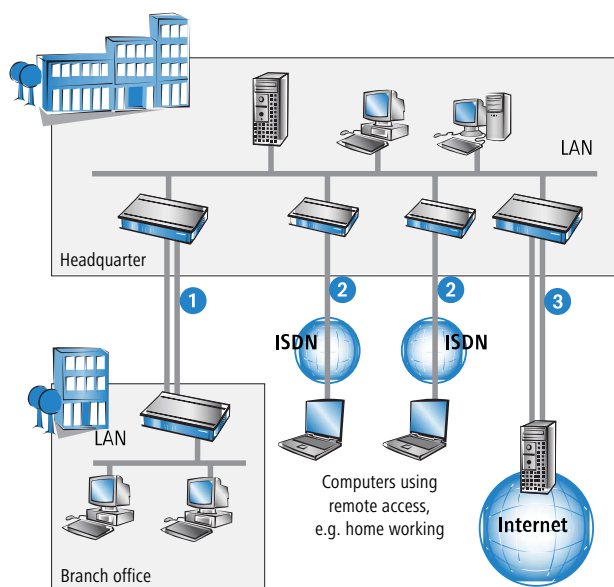 LAN
Headquarter
1
2
2
3
ISDN
ISDN
LAN
Computers using
remote access,
e.g. home working
Internet
Branch office